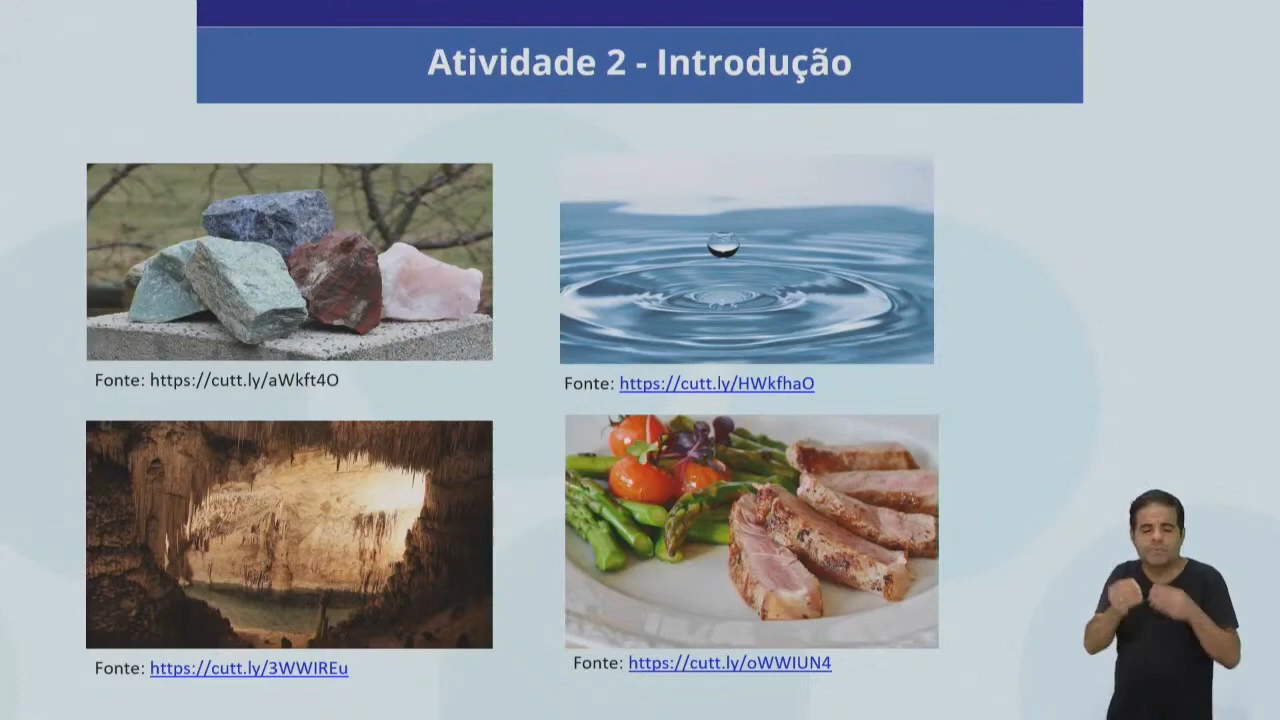 Atividade 2 - Introdução
Fonte: https://cutt.ly/aWkft4O
Fonte: https://cutt.ly/HWkfhaO
Fonte: https://cutt.ly/3WWIREu
Fonte: https://cutt.ly/oWWIUN4